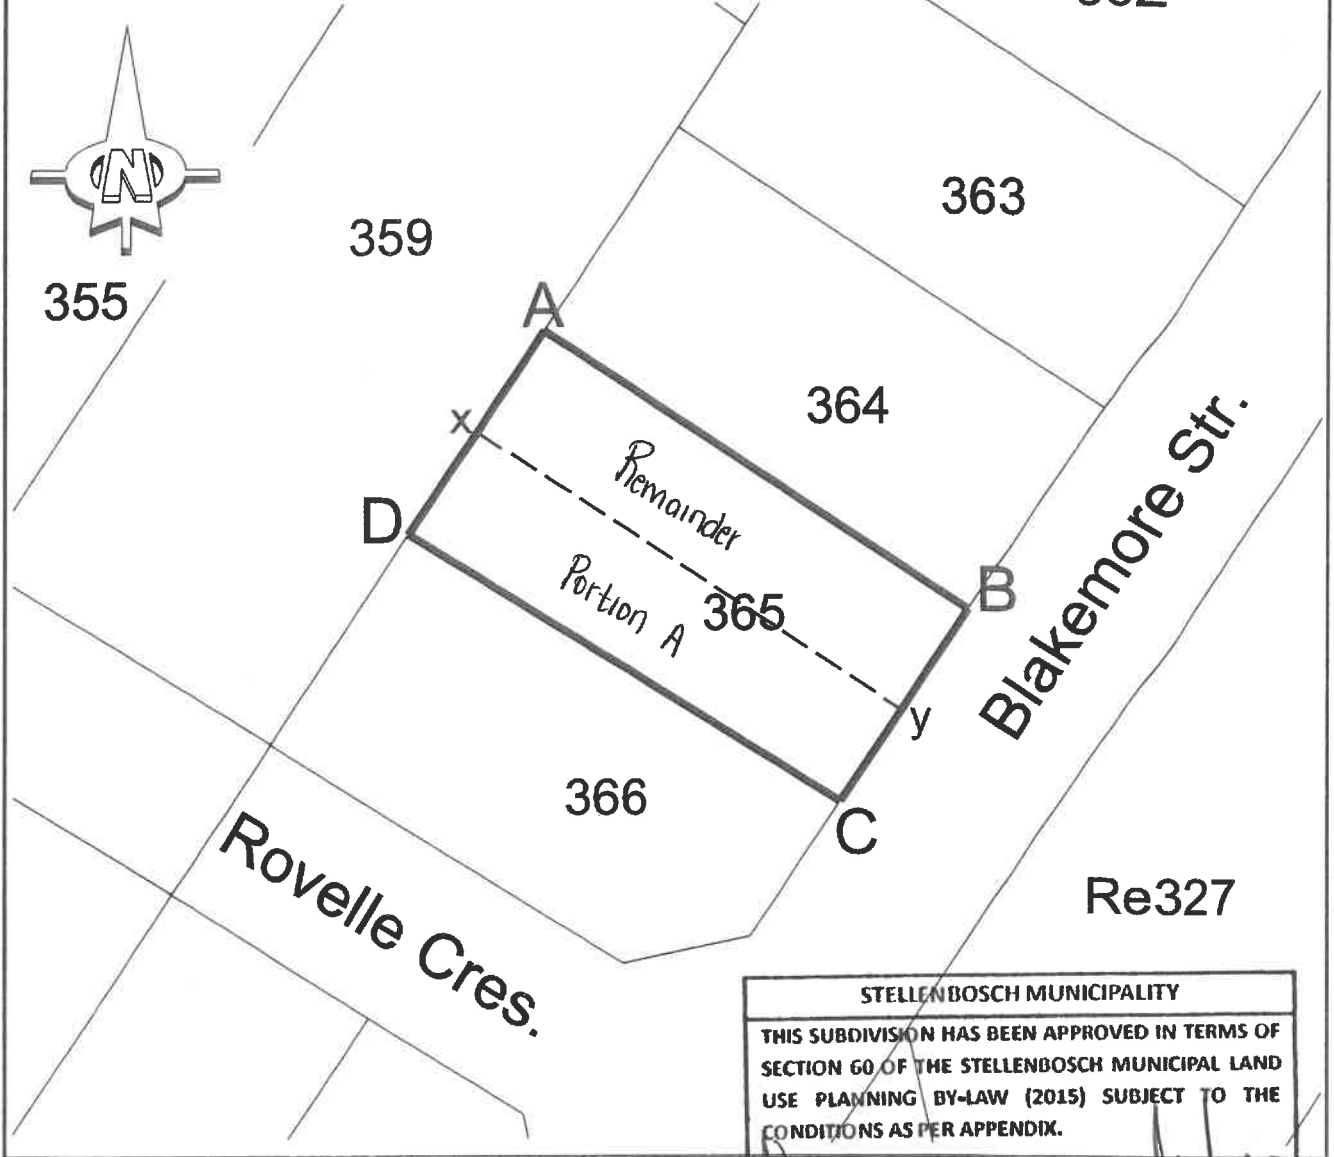 N
363
359
355
A
364
x
Remainder
D
B
Portion A
365
y
Blakemore Str.
366
C
Rovelle Cres.
Re327
STELLENBOSCH MUNICIPALITY
THIS SUBDIVISION HAS BEEN APPROVED IN TERMS OF
SECTION 60 OF THE STELLENBOSCH MUNICIPAL LAND
USE PLANNING BY-LAW (2015) SUBJECT TO THE
CONDITIONS AS PER APPENDIX.